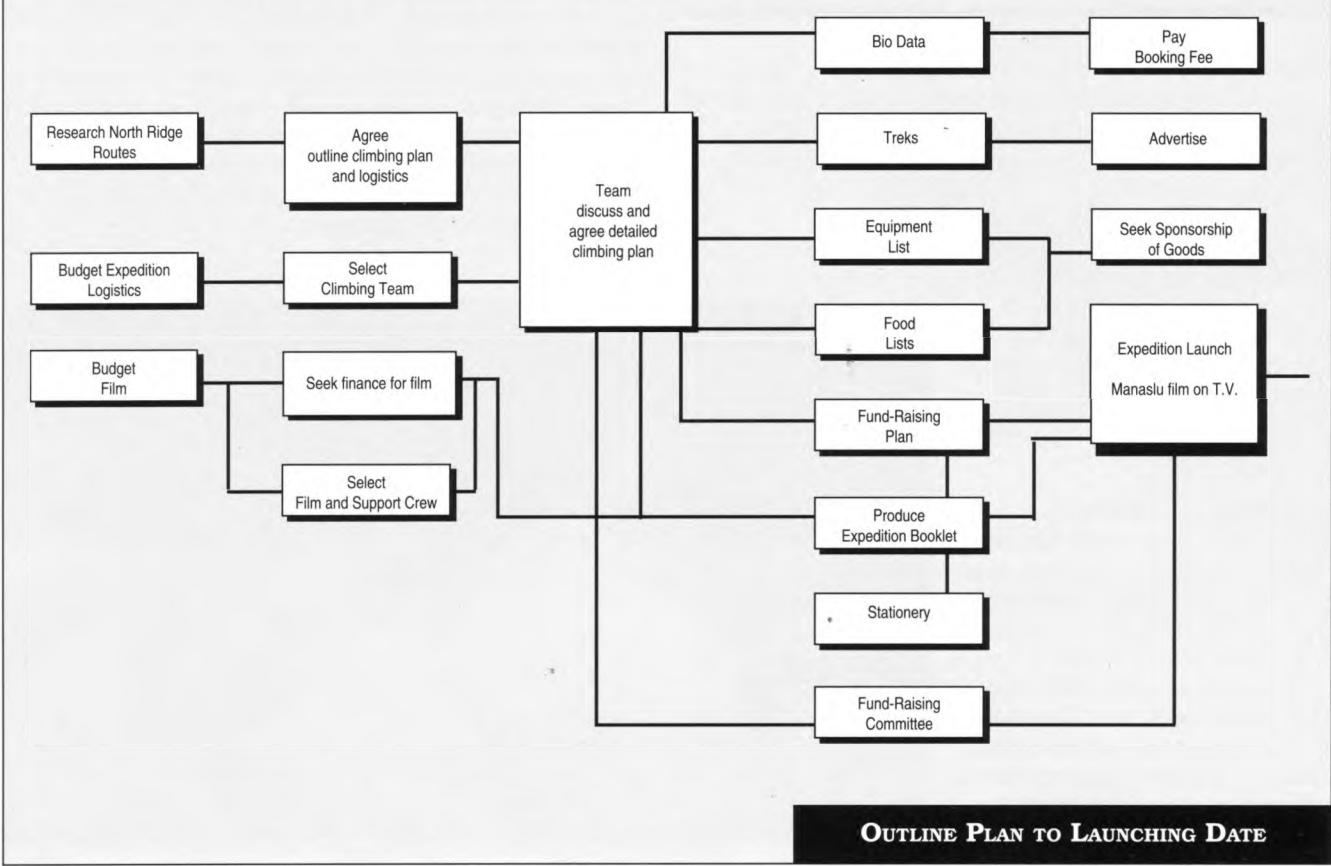 Research North Ridge
Routes
Agree
outline climbing plan
and logistics
Budget Expedition
Logistics
Select
Climbing Team
Budget
Film
Seek finance for film
Select
Film and Support Crew
Team
discuss and
agree detailed
climbing plan
Bio Data
Pay
Booking Fee
Treks
Advertise
Equipment
List
Seek Sponsorship
of Goods
Food
Lists
Expedition Launch
Manaslu film on T.V.
Fund-Raising
Plan
Produce
Expedition Booklet
Stationery
Fund-Raising
Committee
OUTLINE PLAN TO LAUNCHING DATE